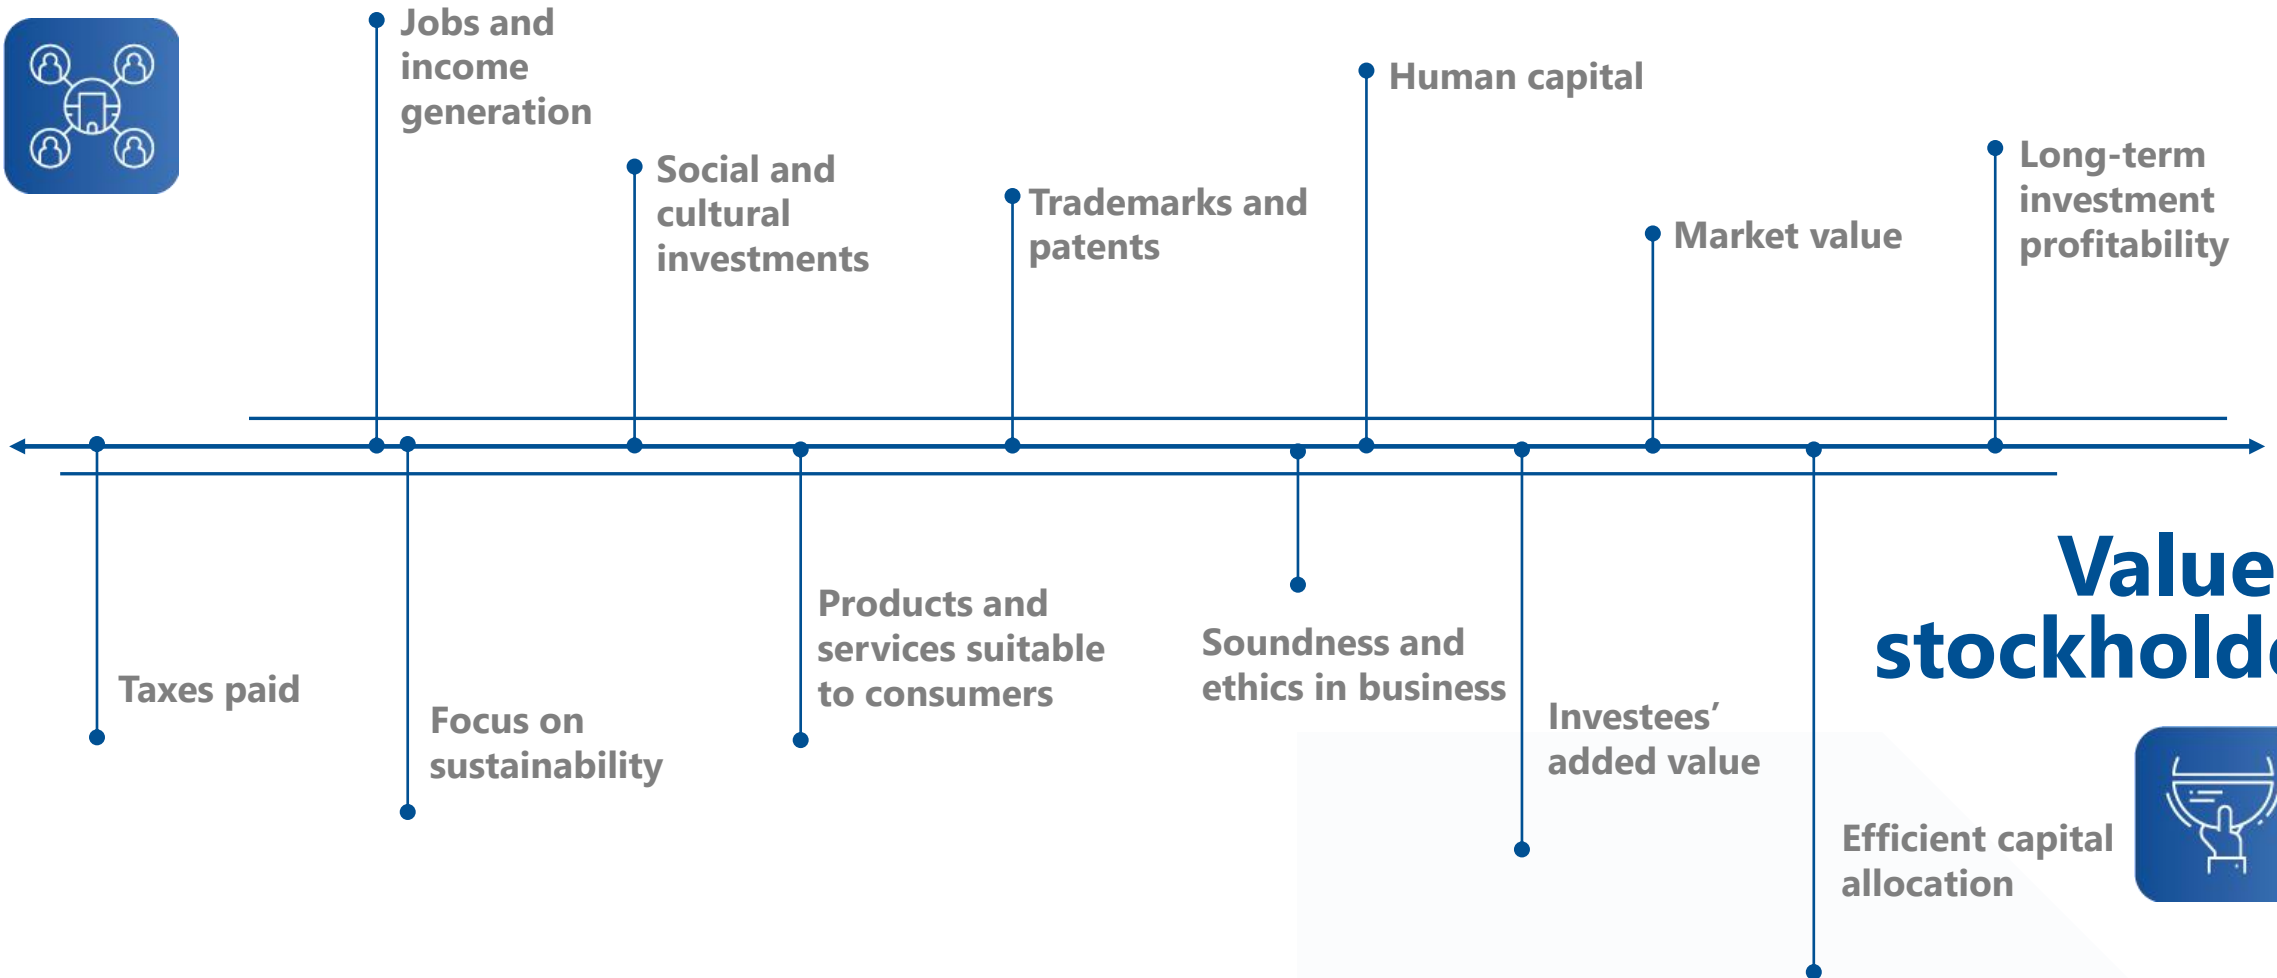 Jobs and
income
generation
Social and
cultural
investments
Trademarks and
patents
Human capital
Market value
Long-term
investment
profitability
Taxes paid
Focus on
sustainability
Products and
services suitable
to consumers
Soundness and
ethics in business
Investees’
added value
Efficient capital
allocation
Value